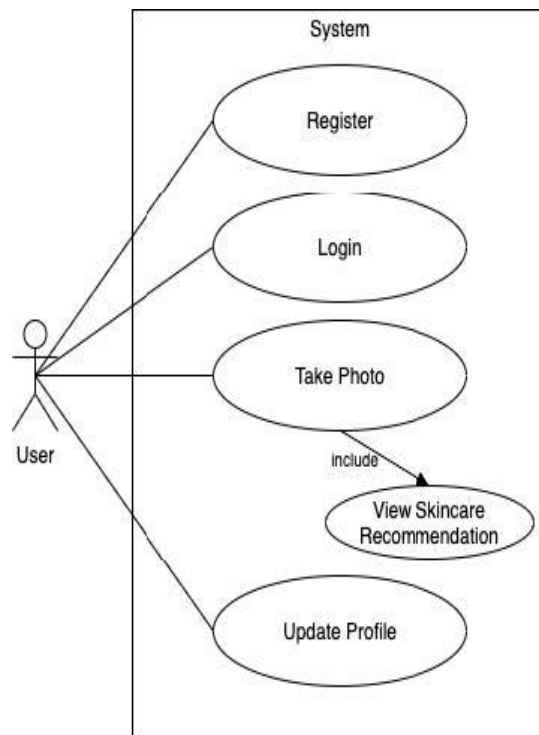 System
Register
Login
Take Photo
User
include
View Skincare
Recommendation
Update Profile